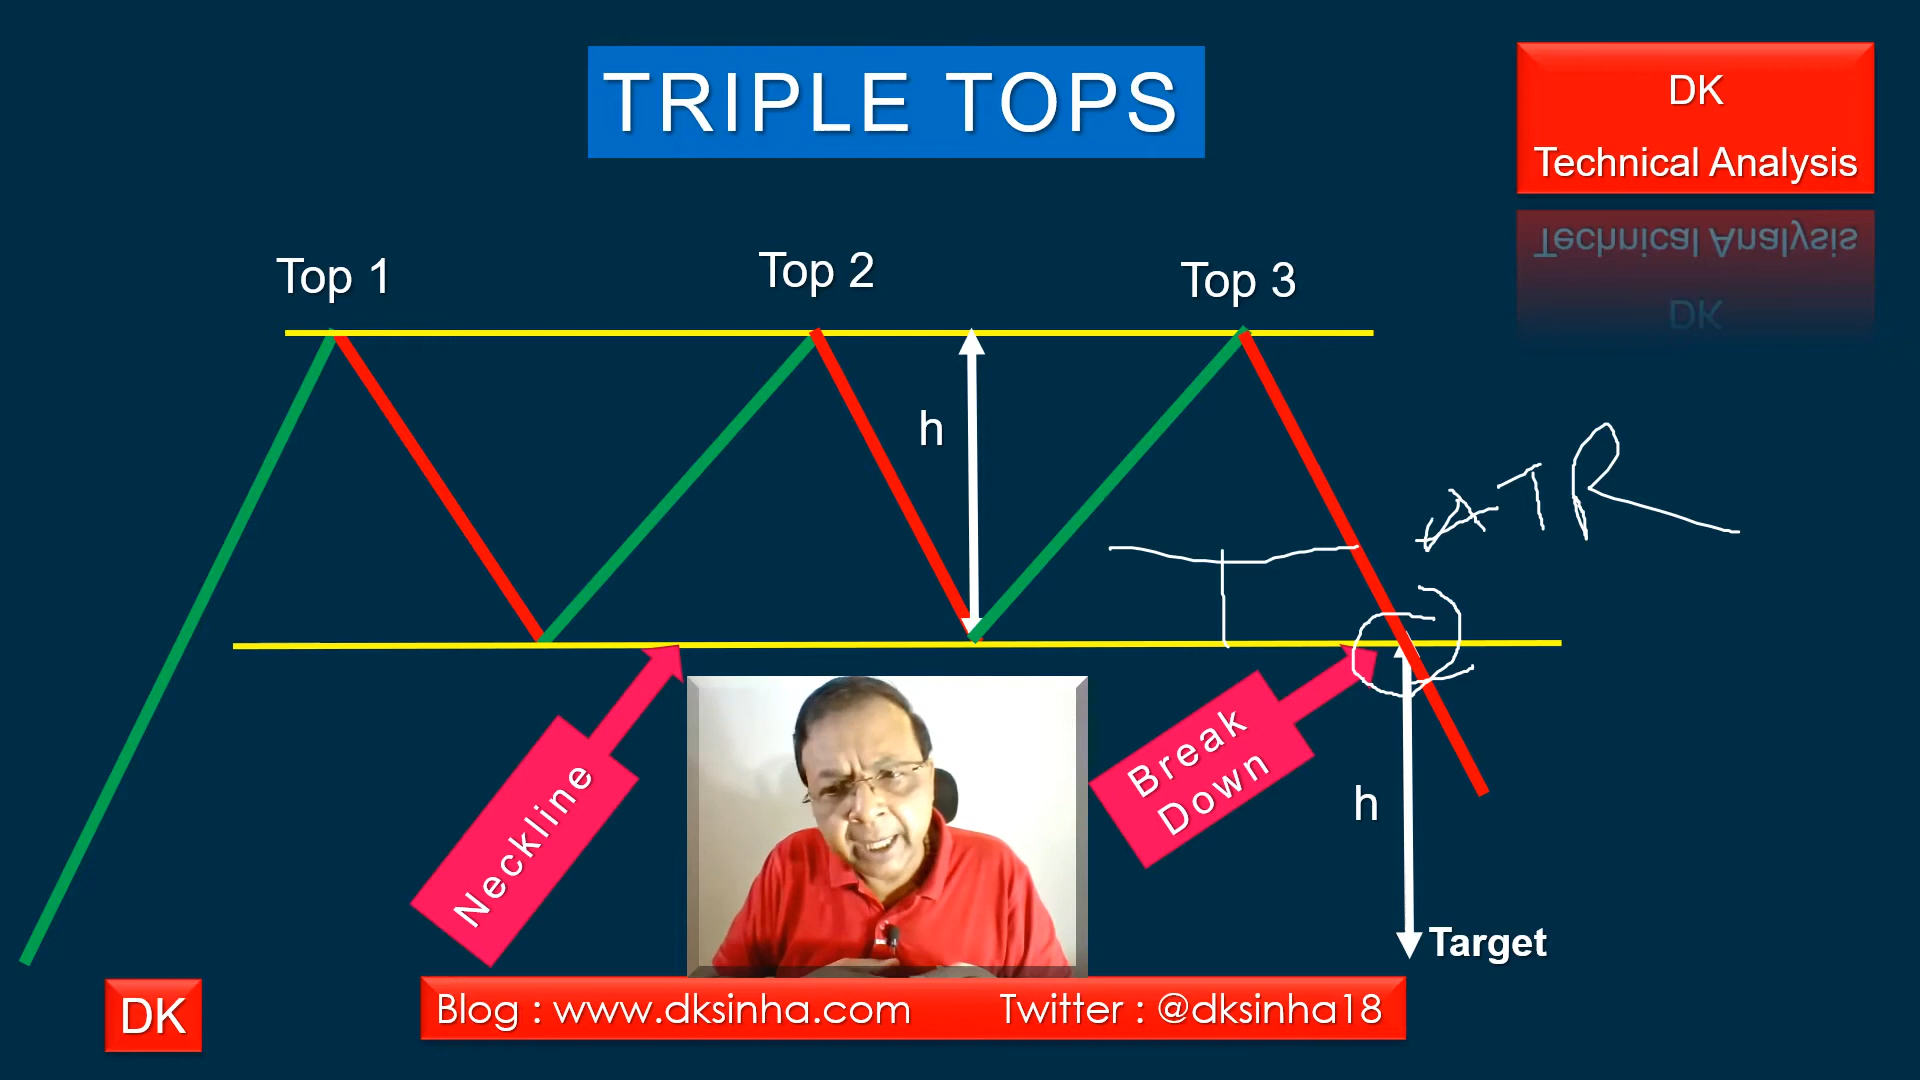 TRIPLE TOPS
DK
Technical Analysis
Technical Analysis
DK
Top 1
Top 2
Top 3
h
ATR
Neckline
Break
Down
h
Target
DK
Blog : www.dksinha.com Twitter : @dksinha18